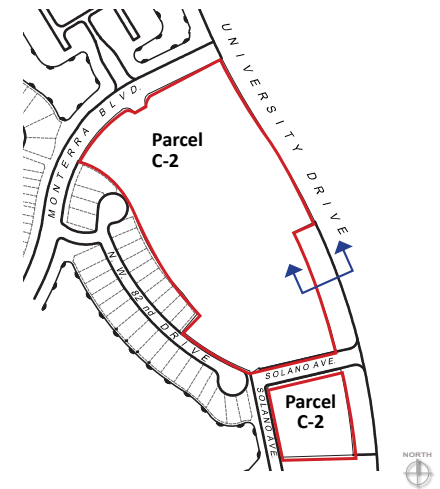 UNIVERSITY DRIVE
MONTERRA BLVD.
Parcel
C-2
NW 82nd DRIVE
SOLANO AVE.
SOLANO AVE.
Parcel
C-2
NORTH